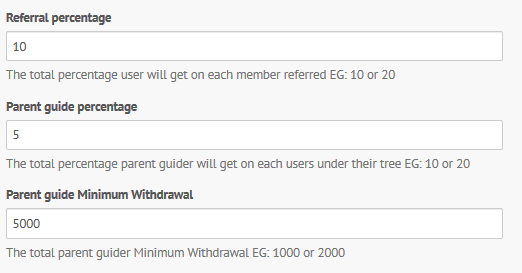 Referral percentage
10
The total percentage user will get on each member referred EG: 10 or 20
Parent guide percentage
5
The total percentage parent guider will get on each users under their tree EG: 10 or 20
Parent guide Minimum Withdrawal
5000
The total parent guider Minimum Withdrawal EG: 1000 or 2000